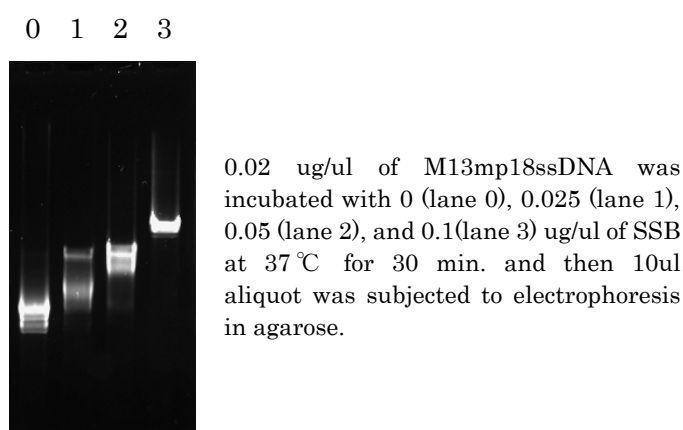 0 1 2 3
0.02 ug/ul of M13mp18ssDNA was
incubated with 0 (lane 0), 0.025 (lane 1),
0.05 (lane 2), and 0.1(lane 3) ug/ul of SSB
at 37℃ for 30 min. and then 10ul
aliquot was subjected to electrophoresis
in agarose.